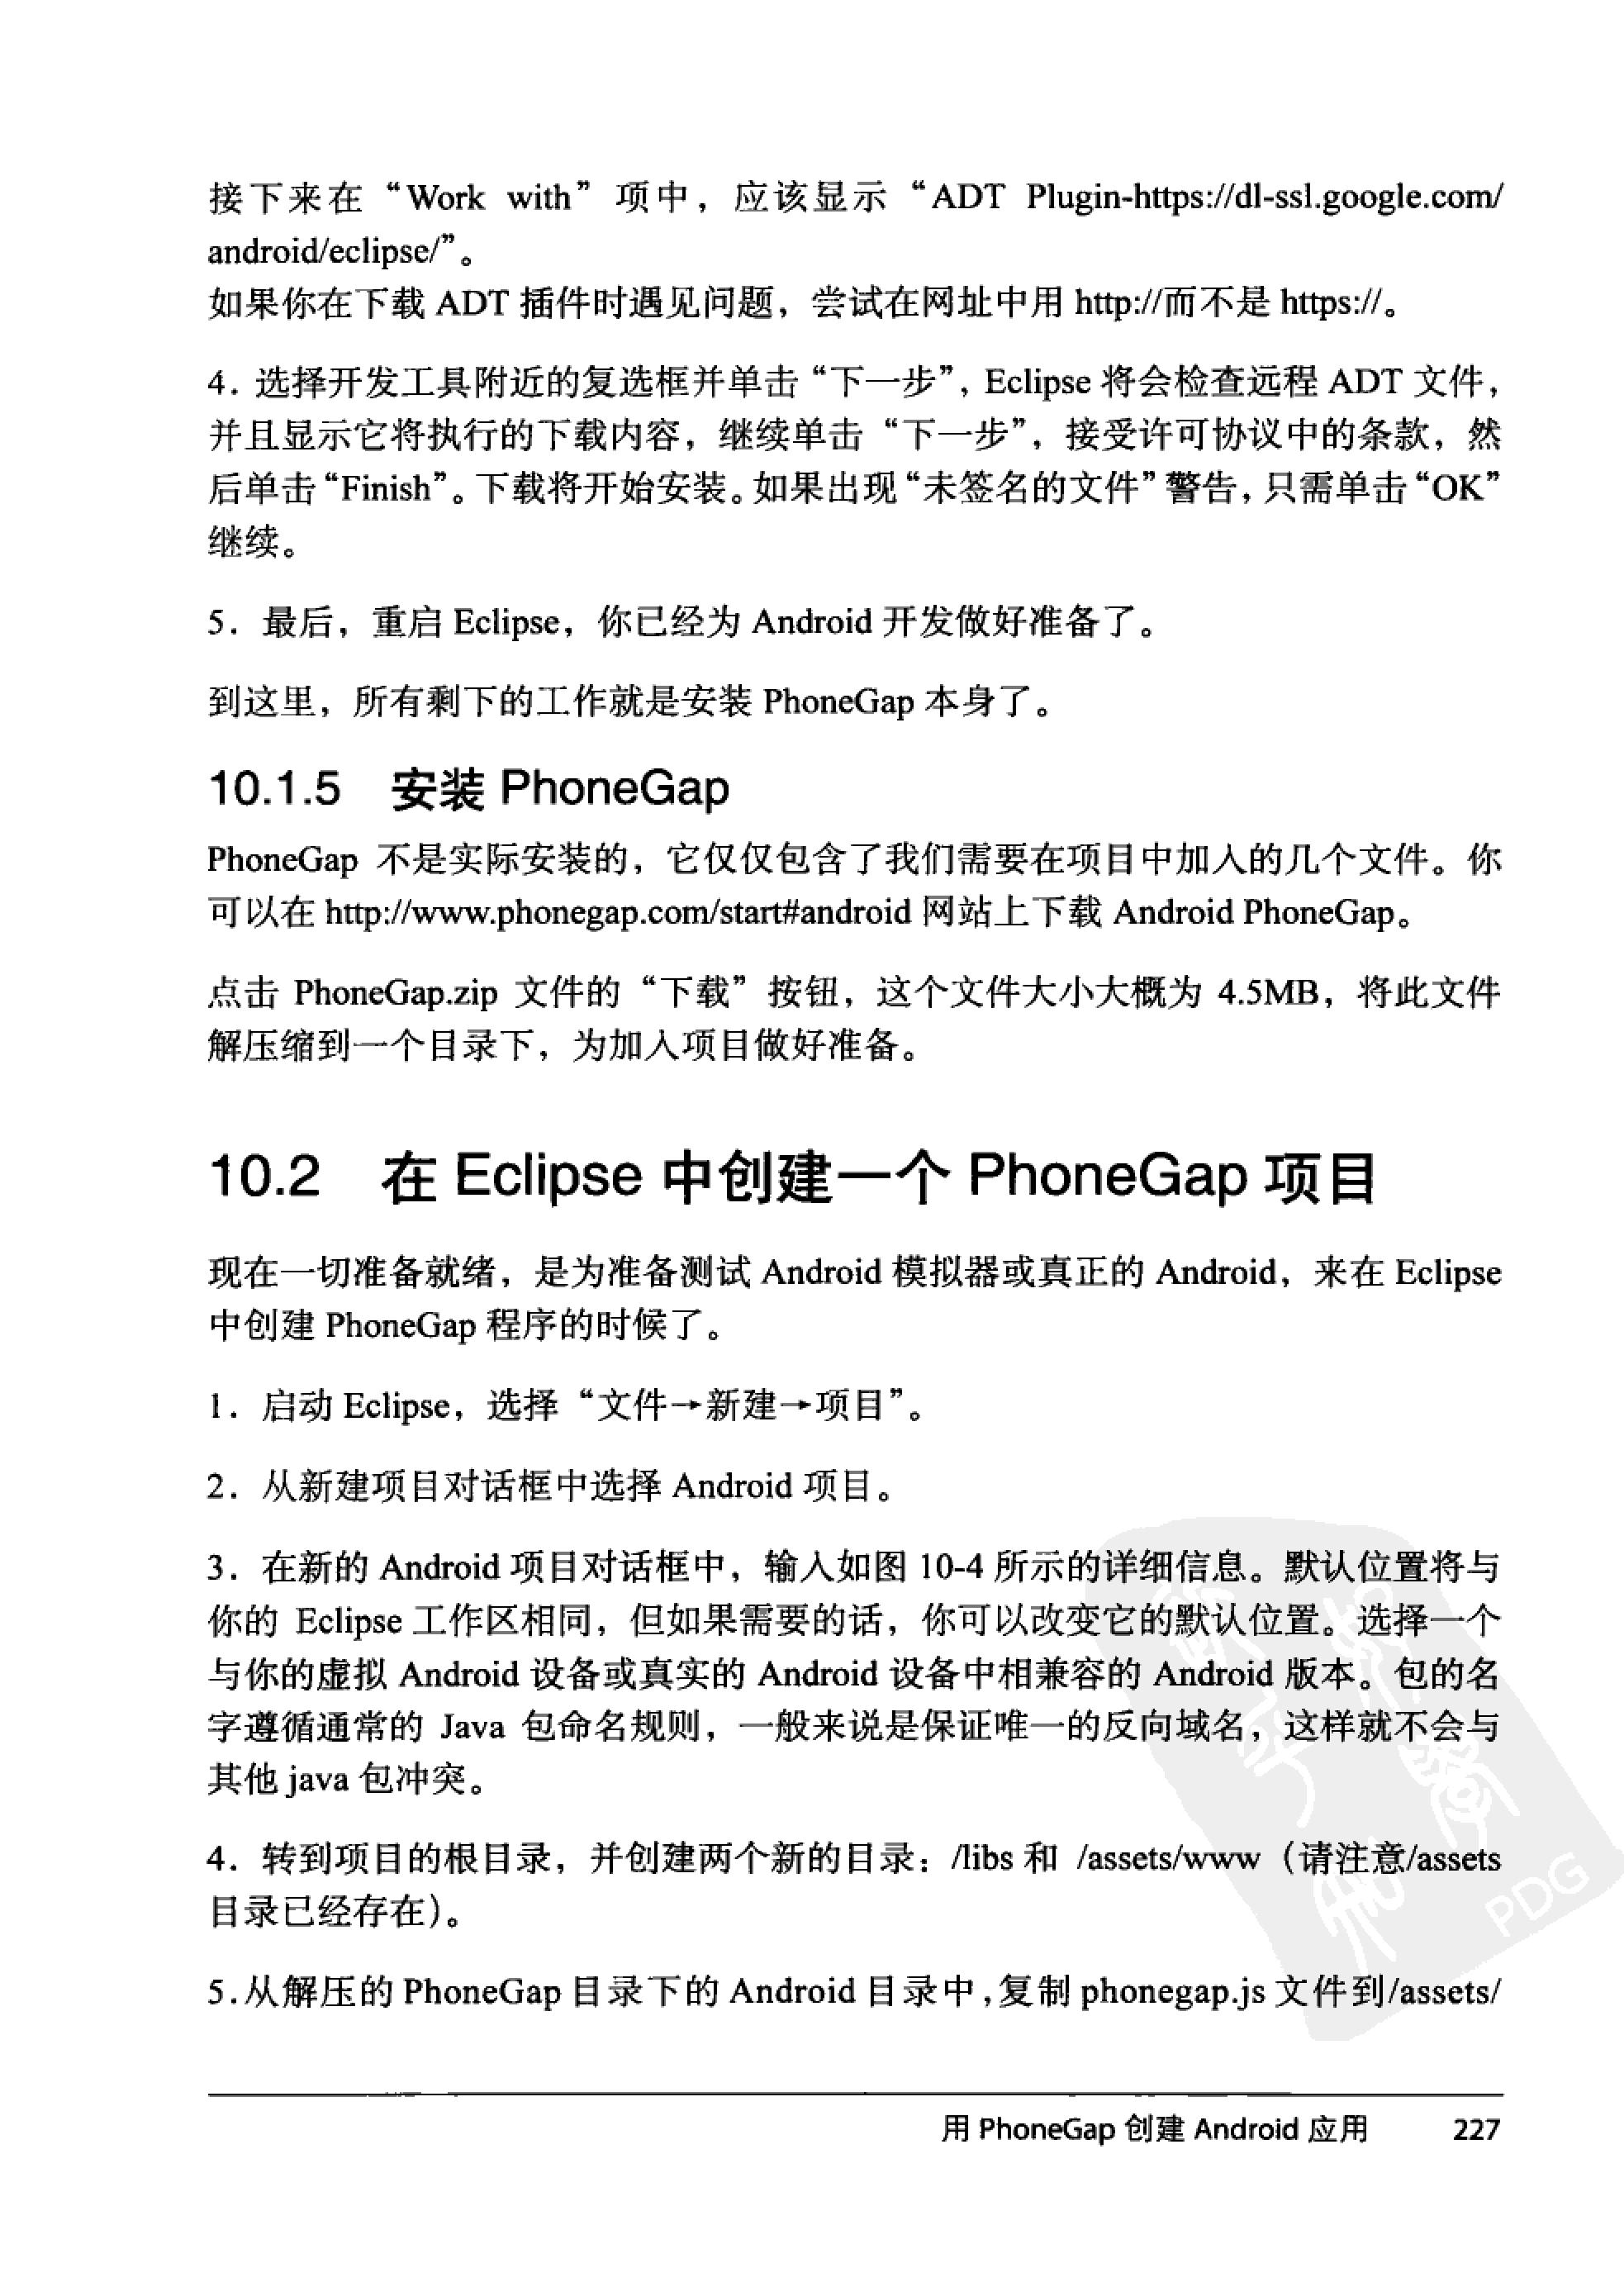 接下来在“Work with”项中，应该显示“ADT Plugin-https://dl-ssl.google.com/
android/eclipse/”。
如果你在下载 ADT 插件时遇见问题，尝试在网址中用 http://而不是 https://。
4. 选择开发工具附近的复选框并单击“下一步”，Eclipse 将会检查远程 ADT 文件，
并且显示它将执行的下载内容，继续单击“下一步”，接受许可协议中的条款，然
后单击“Finish”。下载将开始安装。如果出现“未签名的文件”警告，只需单击“OK”
继续。
5. 最后，重启 Eclipse，你已经为 Android 开发做好准备了。
到这里，所有剩下的工作就是安装 PhoneGap 本身了。
10.1.5 安装 PhoneGap
PhoneGap 不是实际安装的，它仅仅包含了我们需要在项目中加入的几个文件。你
可以在 http://www.phonegap.com/start#android 网站上下载 Android PhoneGap。
点击 PhoneGap.zip 文件的“下载”按钮，这个文件大小大概为 4.5MB，将此文件
解压缩到一个目录下，为加入项目做好准备。
10.2 在 Eclipse 中创建一个 PhoneGap 项目
现在一切准备就绪，是为准备测试 Android 模拟器或真正的 Android，来在 Eclipse
中创建 PhoneGap 程序的时候了。
1. 启动 Eclipse，选择“文件→新建→项目”。
2. 从新建项目对话框中选择 Android 项目。
3. 在新的 Android 项目对话框中，输入如图 10-4 所示的详细信息。默认位置将与
你的 Eclipse 工作区相同，但如果需要的话，你可以改变它的默认位置。选择一个
与你的虚拟 Android 设备或真实的 Android 设备中相兼容的 Android 版本。包的名
字遵循通常的 Java 包命名规则，一般来说是保证唯一的反向域名，这样就不会与
其他 java 包冲突。
4. 转到项目的根目录，并创建两个新的目录：/libs 和 /assets/www（请注意/assets
目录已经存在）。
5.从解压的 PhoneGap 目录下的 Android 目录中，复制 phonegap.js 文件到/assets/
PDG
用 PhoneGap 创建 Android 应用 227